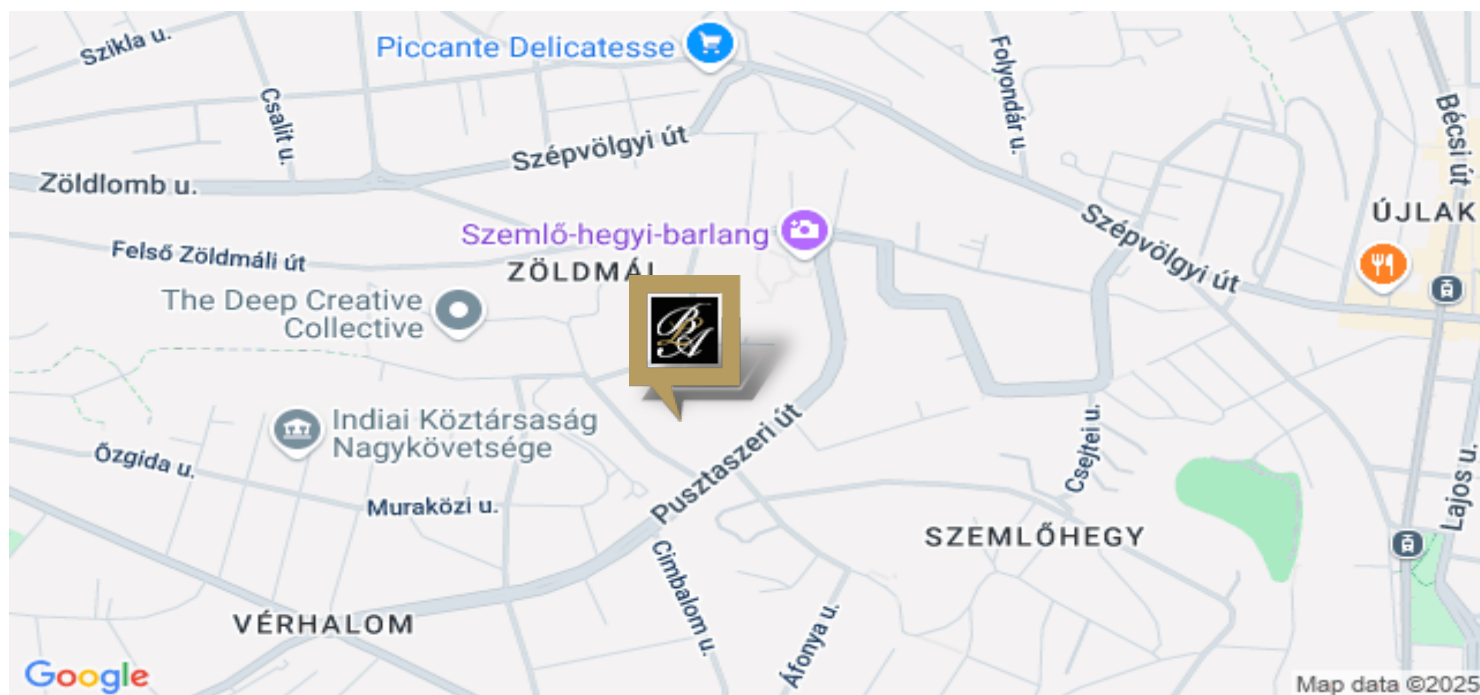 Szikla u.
Piccante Delicatesse
Folyondár u.
Csalit u.
Bécsi út
Szépvölgyi út
Zöldlomb u.
ÚJLAK
Szépvölgyi út
Szemlő-hegyi-barlang
Felső Zöldmáli út
ZÖLDMÁL
The Deep Creative
Collective
BLA
Indiai Köztársaság
Nagykövetsége
Csejtei u.
Őzgida u.
Pusztaszeri út
Lajos u.
Muraközi u.
SZEMLŐHEGY
Cimbalom u.
VÉRHALOM
Áfonya u.
Google
Map data ©2025